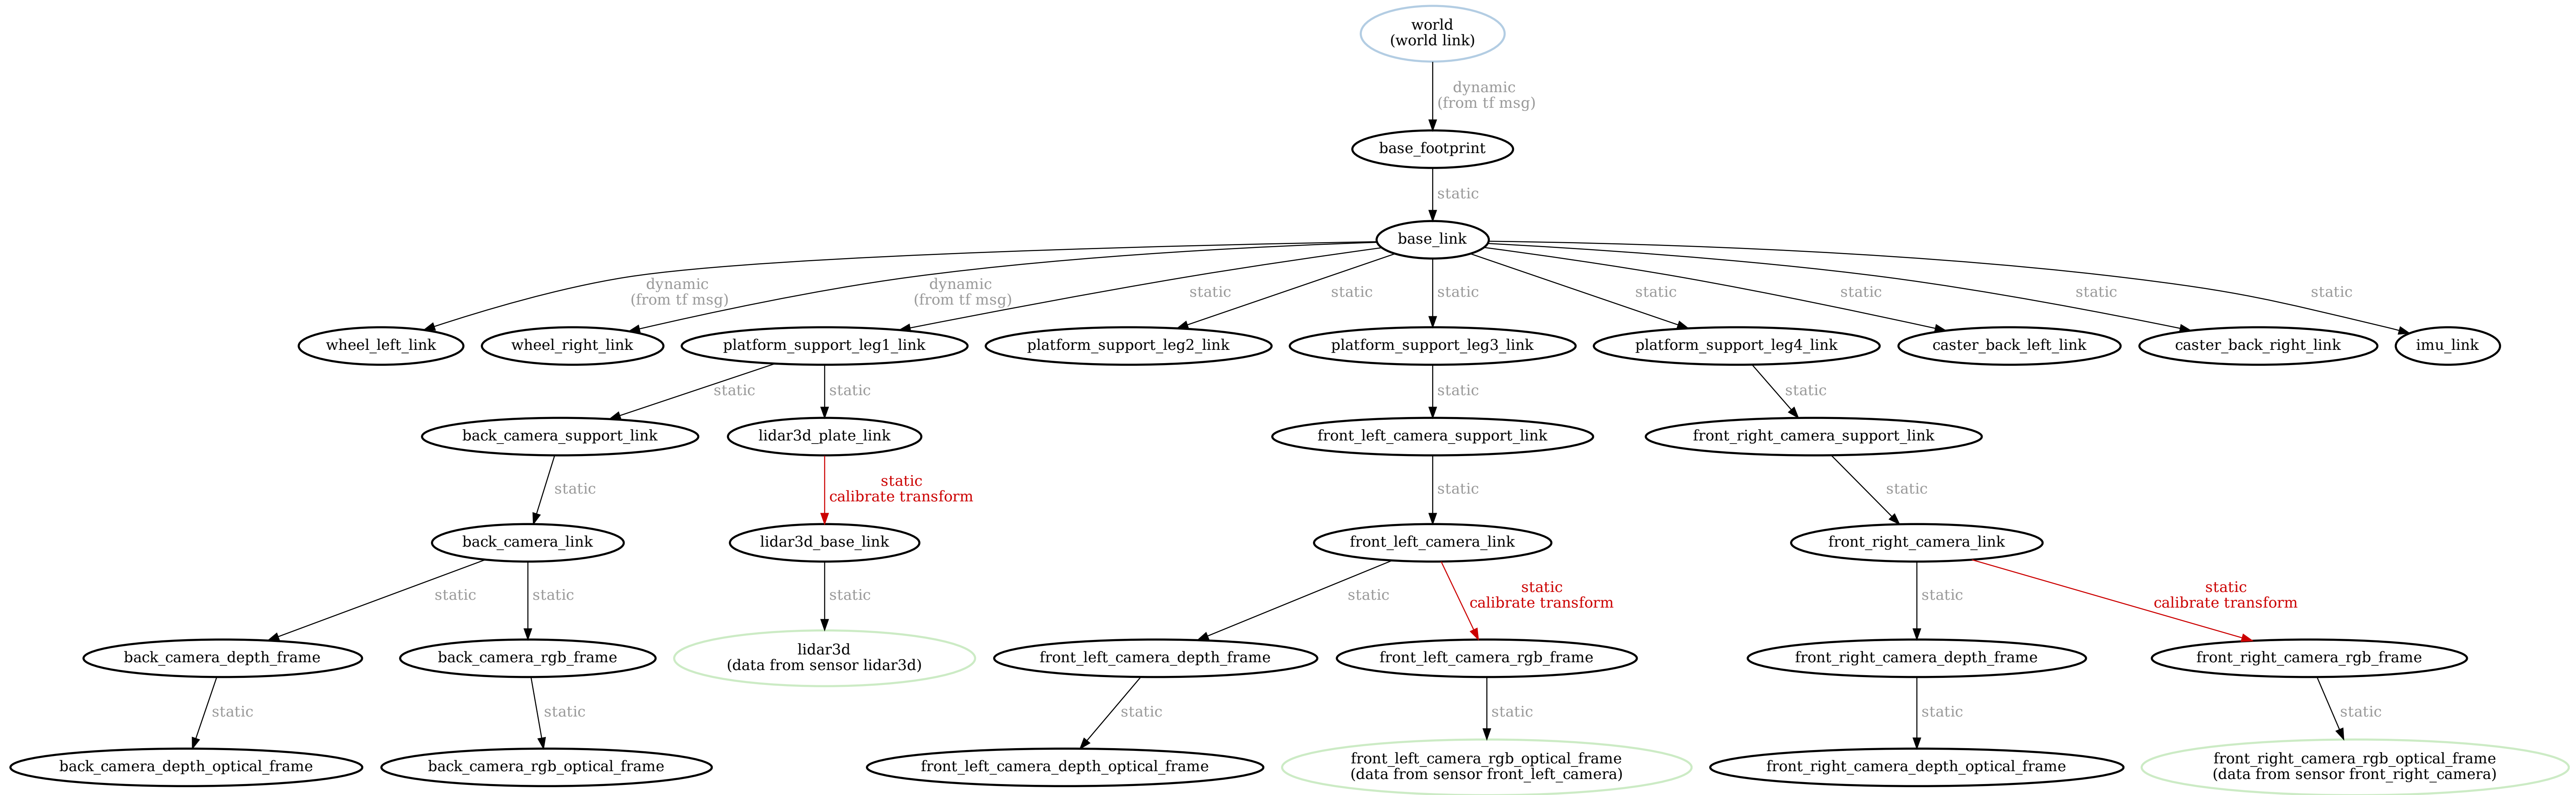 world
(world link)
dynamic
(from tf msg)
base_footprint
static
base_link
dynamic
(from tf msg)
dynamic
(from tf msg)
static
static
static
static
static
static
static
wheel_left_link
wheel_right_link
platform_support_leg1_link
platform_support_leg2_link
platform_support_leg3_link
platform_support_leg4_link
caster_back_left_link
caster_back_right_link
imu_link
static
static
static
static
back_camera_support_link
lidar3d_plate_link
front_left_camera_support_link
front_right_camera_support_link
static
static
calibrate transform
static
static
back_camera_link
lidar3d_base_link
front_left_camera_link
front_right_camera_link
static
static
static
static
static
calibrate transform
static
static
calibrate transform
back_camera_depth_frame
back_camera_rgb_frame
lidar3d
(data from sensor lidar3d)
front_left_camera_depth_frame
front_left_camera_rgb_frame
front_right_camera_depth_frame
front_right_camera_rgb_frame
static
static
static
static
static
static
back_camera_depth_optical_frame
back_camera_rgb_optical_frame
front_left_camera_depth_optical_frame
front_left_camera_rgb_optical_frame
(data from sensor front_left_camera)
front_right_camera_depth_optical_frame
front_right_camera_rgb_optical_frame
(data from sensor front_right_camera)